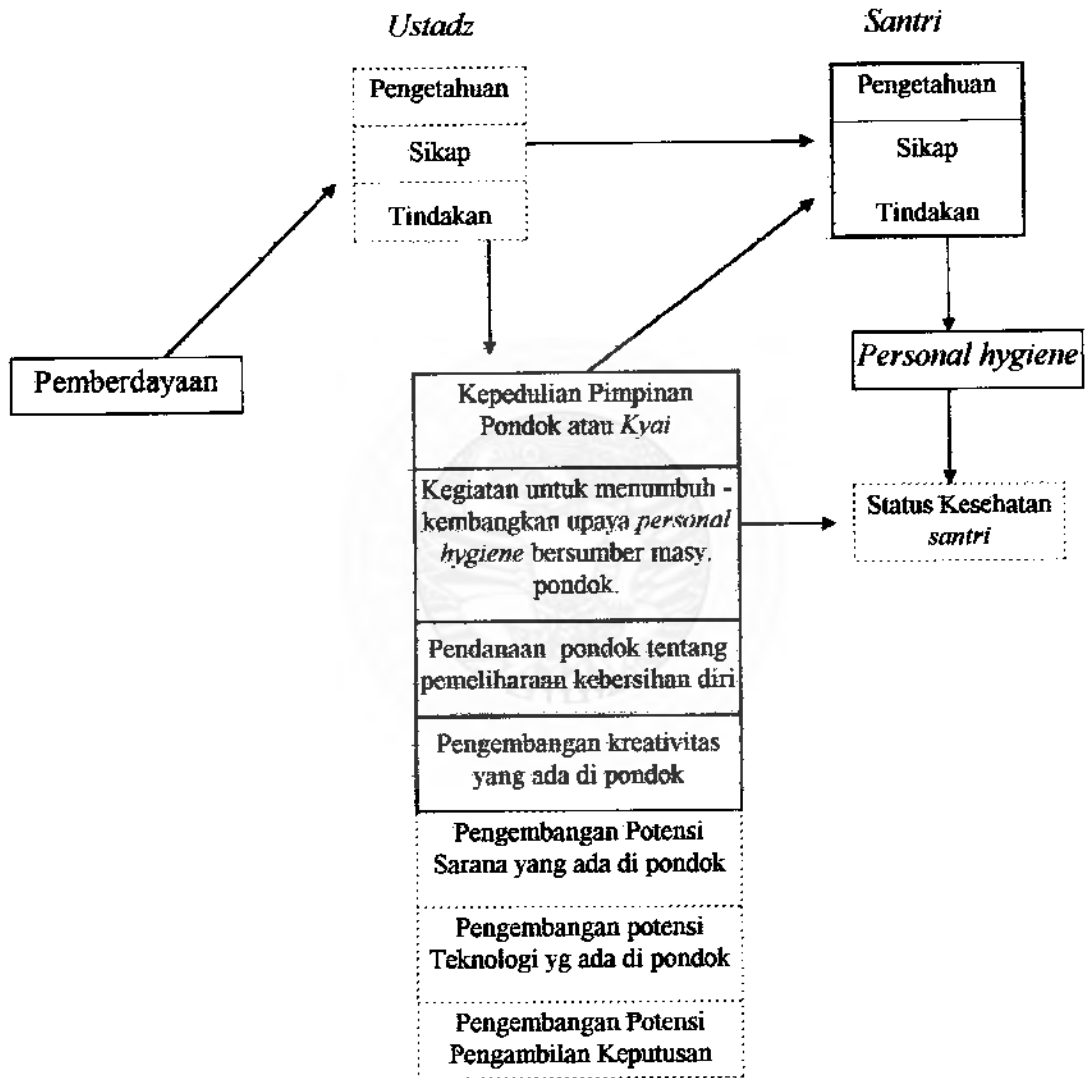 Ustadz
Pengetahuan
Sikap
Tindakan
Santri
Pengetahuan
Sikap
Tindakan
Pemberdayaan
Personal hygiene
Kepedulian Pimpinan
Pondok atau Kyai
Kegiatan untuk menumbuh -
kembangkan upaya personal
hygiene bersumber masy.
pondok.
Status Kesehatan
santri
Pendanaan pondok tentang
pemeliharaan kebersihan diri
Pengembangan kreativitas
yang ada di pondok
Pengembangan Potensi
Sarana yang ada di pondok
Pengembangan potensi
Teknologi yg ada di pondok
Pengembangan Potensi
Pengambilan Keputusan